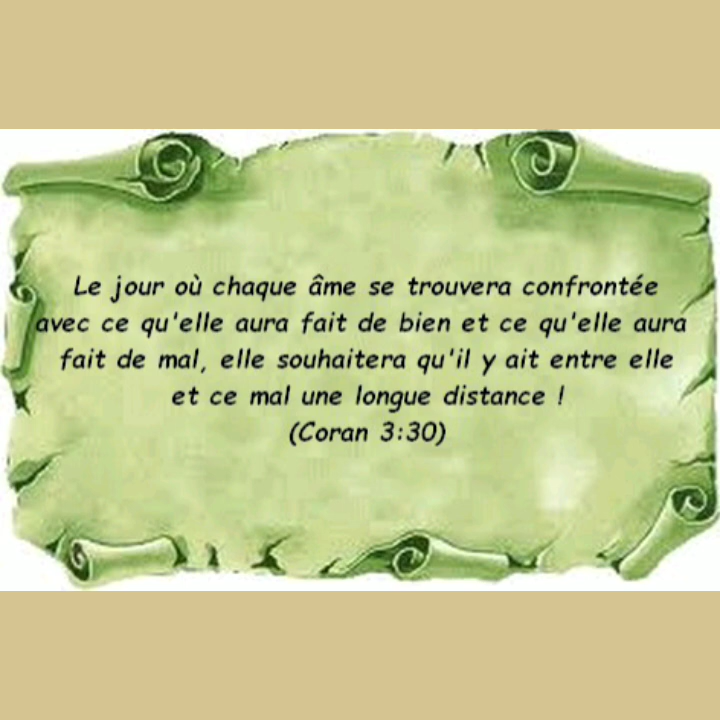 Le jour où chaque âme se trouvera confrontée
avec ce qu'elle aura fait de bien et ce qu'elle aura
fait de mal, elle souhaitera qu'il y ait entre elle
et ce mal une longue distance !
(Coran 3:30)